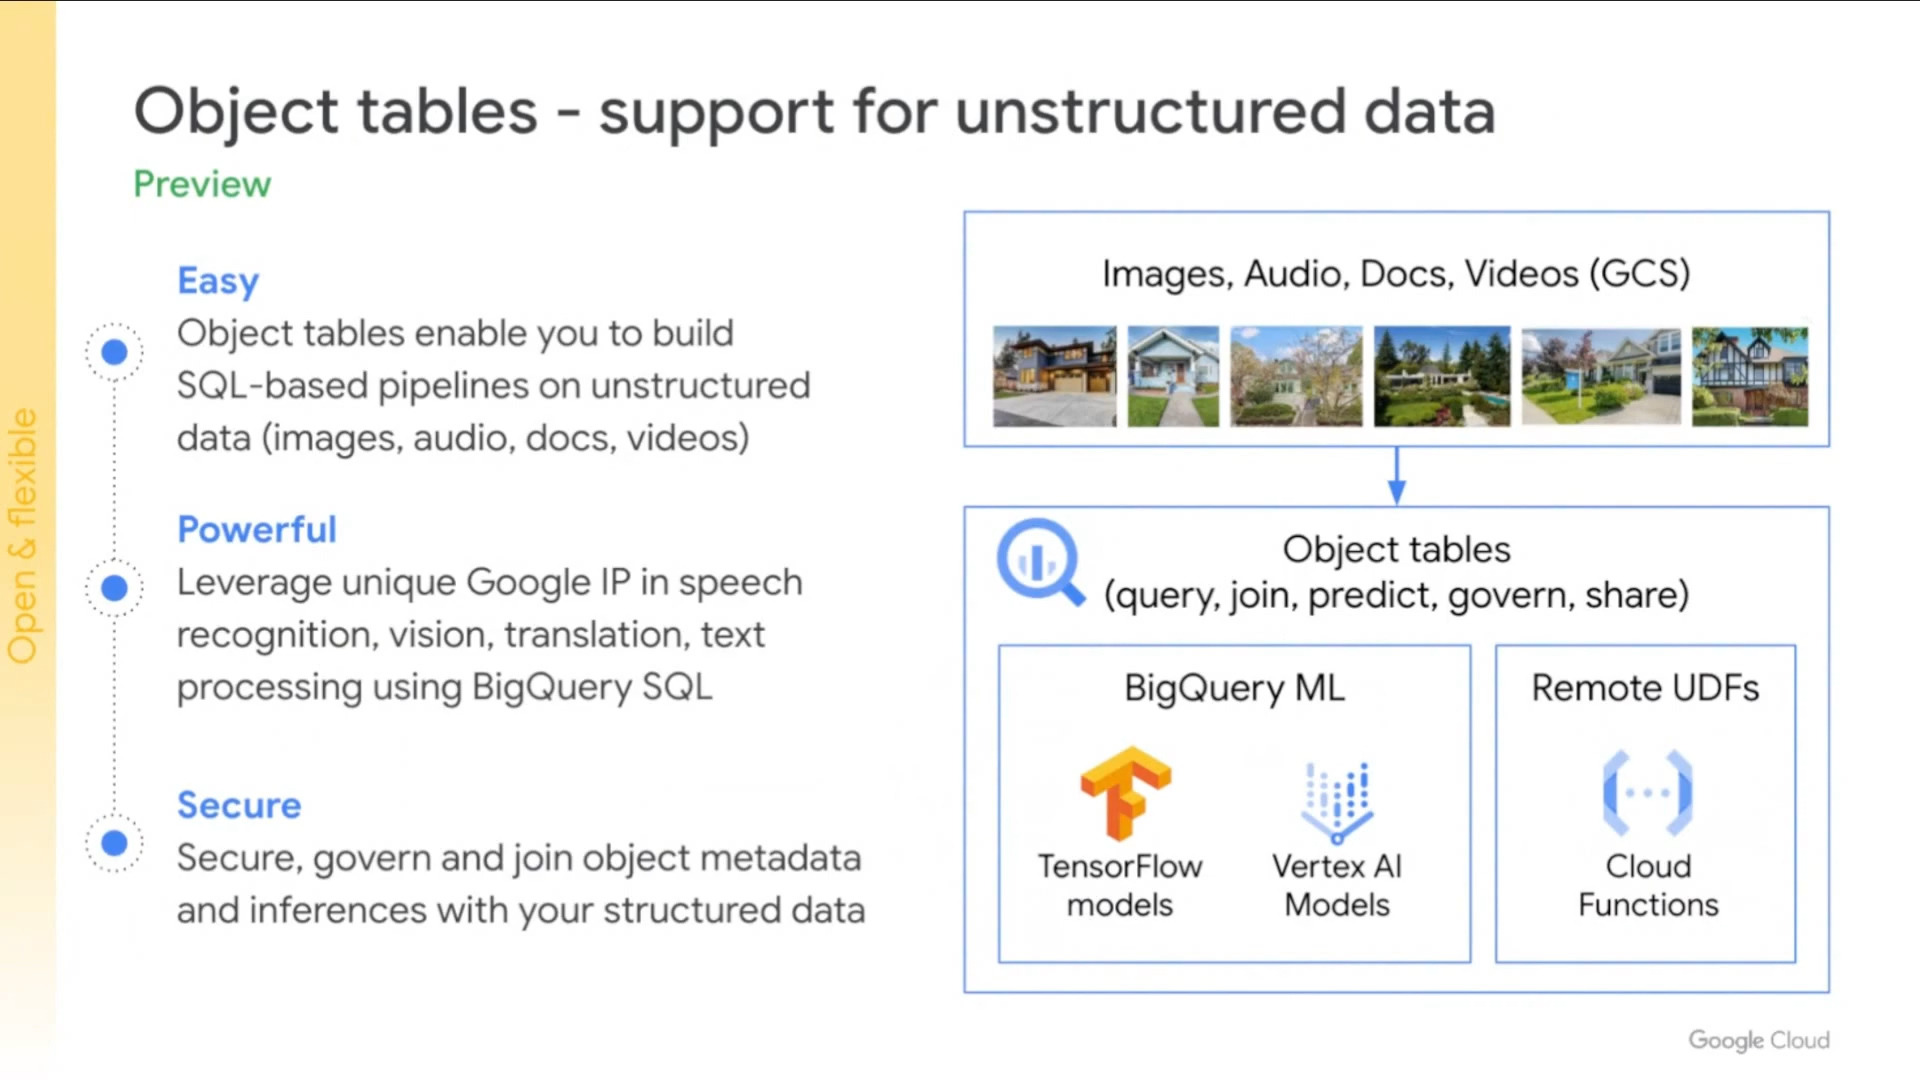 Object tables - support for unstructured data
Preview
Open & flexible
Easy
Object tables enable you to build
SQL-based pipelines on unstructured
data (images, audio, docs, videos)
Powerful
Leverage unique Google IP in speech
recognition, vision, translation, text
processing using BigQuery SQL
Secure
Secure, govern and join object metadata
and inferences with your structured data
Images, Audio, Docs, Videos (GCS)
Object tables
(query, join, predict, govern, share)
BigQuery ML
TensorFlow
models
Vertex AI
Models
Remote UDFs
Cloud
Functions
Google Cloud